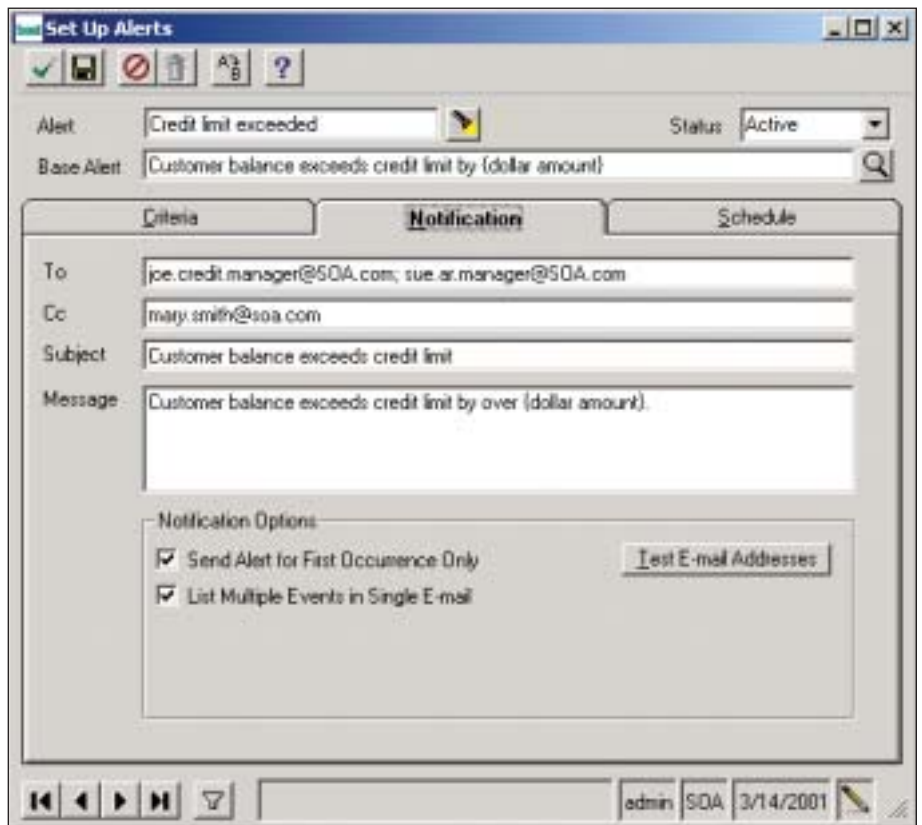 Set Up Alerts
Alert Credit limit exceeded Status Active
Base Alert Customer balance exceeds credit limit by {dollar amount}
Criteria Notification Schedule
To joe.credit.manager@SOA.com; sue.ar.manager@SOA.com
Cc mary.smith@soa.com
Subject Customer balance exceeds credit limit
Message Customer balance exceeds credit limit by over {dollar amount}.
Notification Options
Send Alert for First Occurrence Only Test E-mail Addresses
List Multiple Events in Single E-mail
admin SOA 3/14/2001